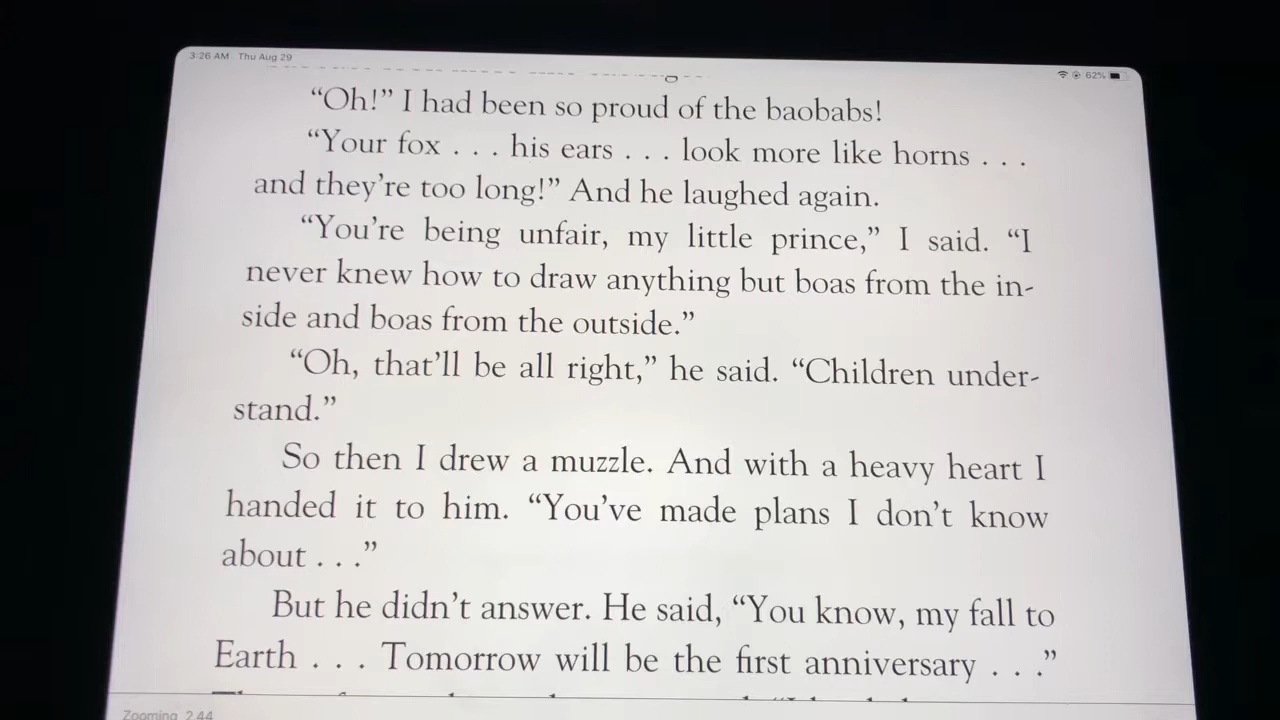 3:26 AM Thu Aug 29
62%
“Oh!” I had been so proud of the baobabs!
“Your fox . . . his ears . . . look more like horns . . .
and they’re too long!” And he laughed again.
“You’re being unfair, my little prince,” I said. “I
never knew how to draw anything but boas from the in-
side and boas from the outside.”
“Oh, that’ll be all right,” he said. “Children under-
stand.”
So then I drew a muzzle. And with a heavy heart I
handed it to him. “You’ve made plans I don’t know
about . . .”
But he didn’t answer. He said, “You know, my fall to
Earth . . . Tomorrow will be the first anniversary . . .”
Zooming 2.44